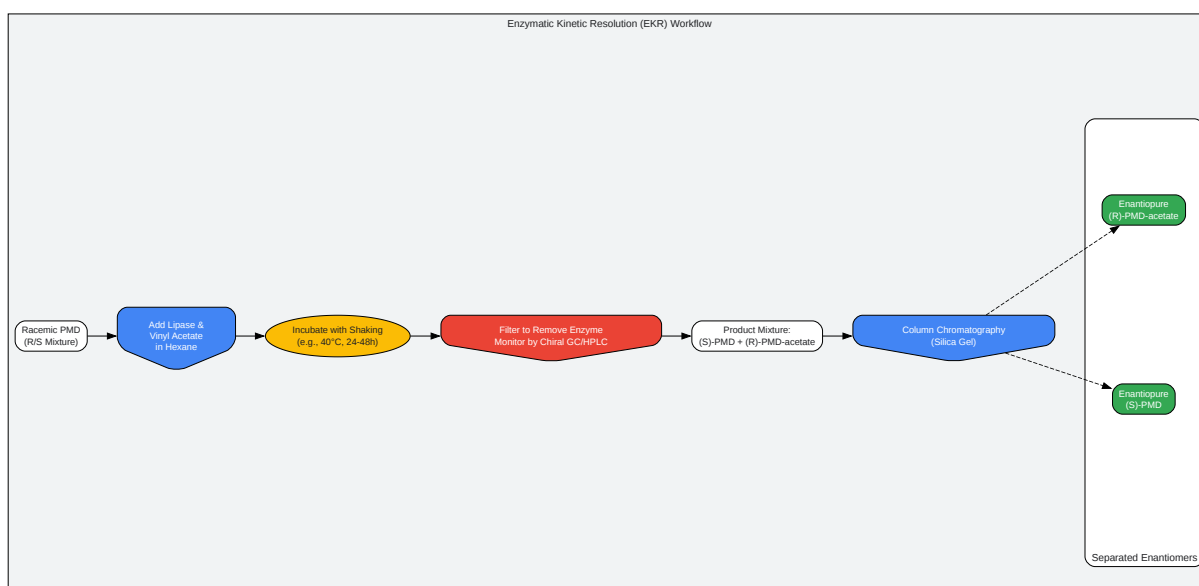 Enzymatic Kinetic Resolution (EKR) Workflow
Racemic PMD
(R/S Mixture)
Add Lipase &
Vinyl Acetate
in Hexane
Incubate with Shaking
(e.g., 40°C, 24-48h)
Filter to Remove Enzyme
Monitor by Chiral GC/HPLC
Product Mixture:
(S)-PMD + (R)-PMD-acetate
Column Chromatography
(Silica Gel)
Enantiopure
(R)-PMD-acetate
Enantiopure
(S)-PMD
Separated Enantiomers